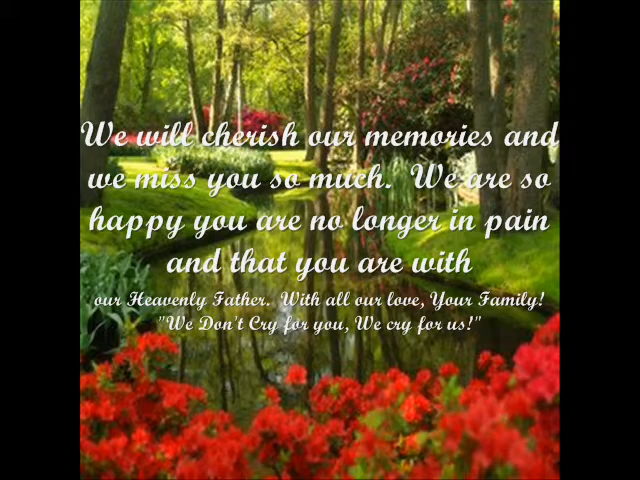 We will cherish our memories and
we miss you so much. We are so
happy you are no longer in pain
and that you are with
our Heavenly Father. With all our love, Your Family!
"We Don't Cry for you, We cry for us!"